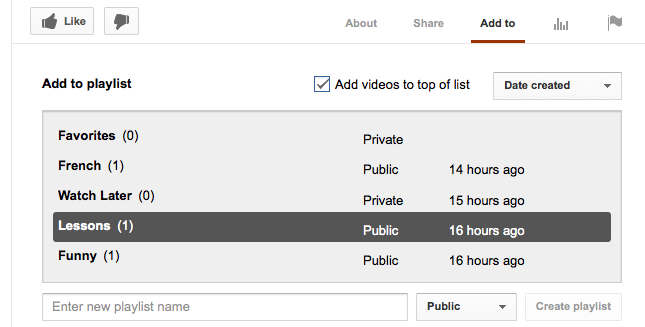 Like About Share Add to
Add to playlist Add videos to top of list Date created
Favorites (0) Private
French (1) Public 14 hours ago
Watch Later (0) Private 15 hours ago
Lessons (1) Public 16 hours ago
Funny (1) Public 16 hours ago
Enter new playlist name Public Create playlist